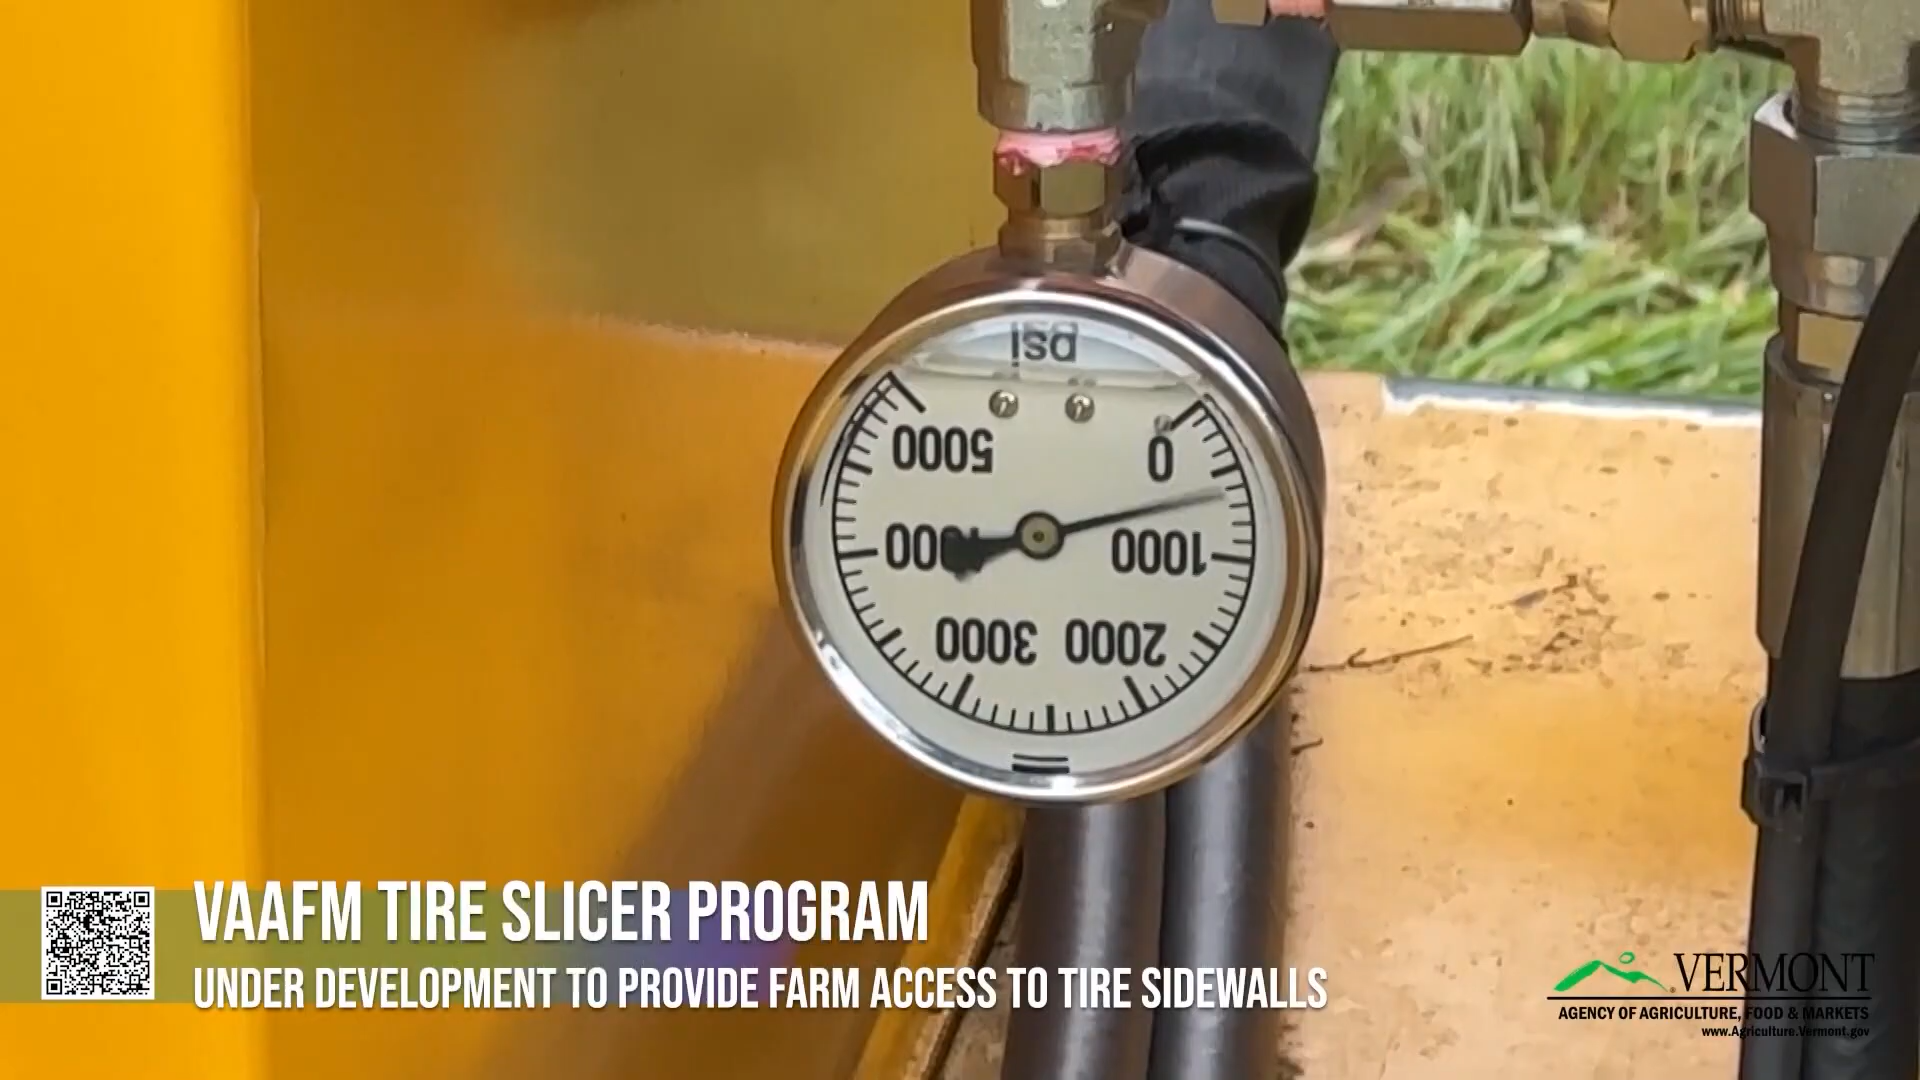 psi
5000
0
000
1000
3000
2000
VAAFM TIRE SLICER PROGRAM
UNDER DEVELOPMENT TO PROVIDE FARM ACCESS TO TIRE SIDEWALLS
VERMONT
AGENCY OF AGRICULTURE, FOOD & MARKETS
www.Agriculture.Vermont.gov